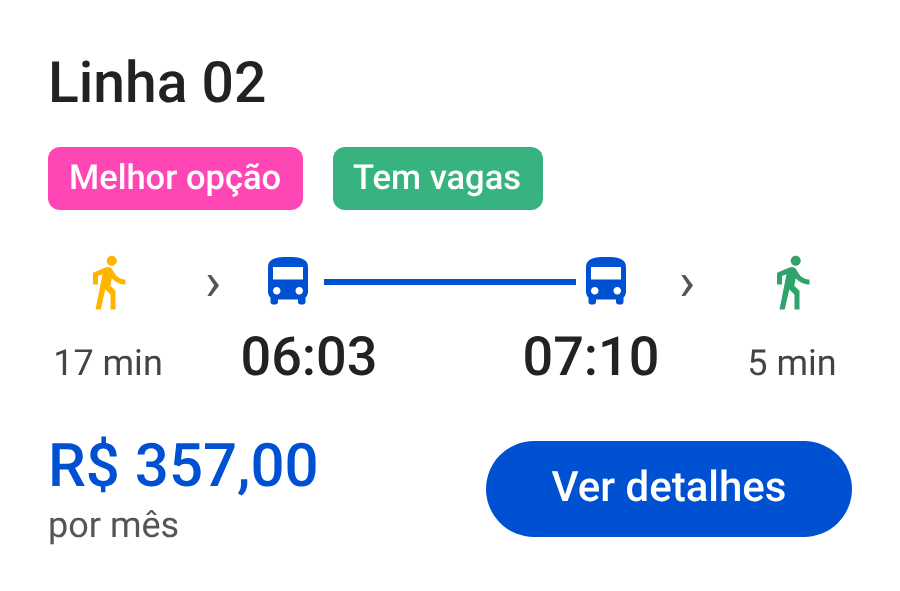 Linha 02
Melhor opção Tem vagas
› ›
17 min 06:03 07:10 5 min
R$ 357,00
por mês
Ver detalhes